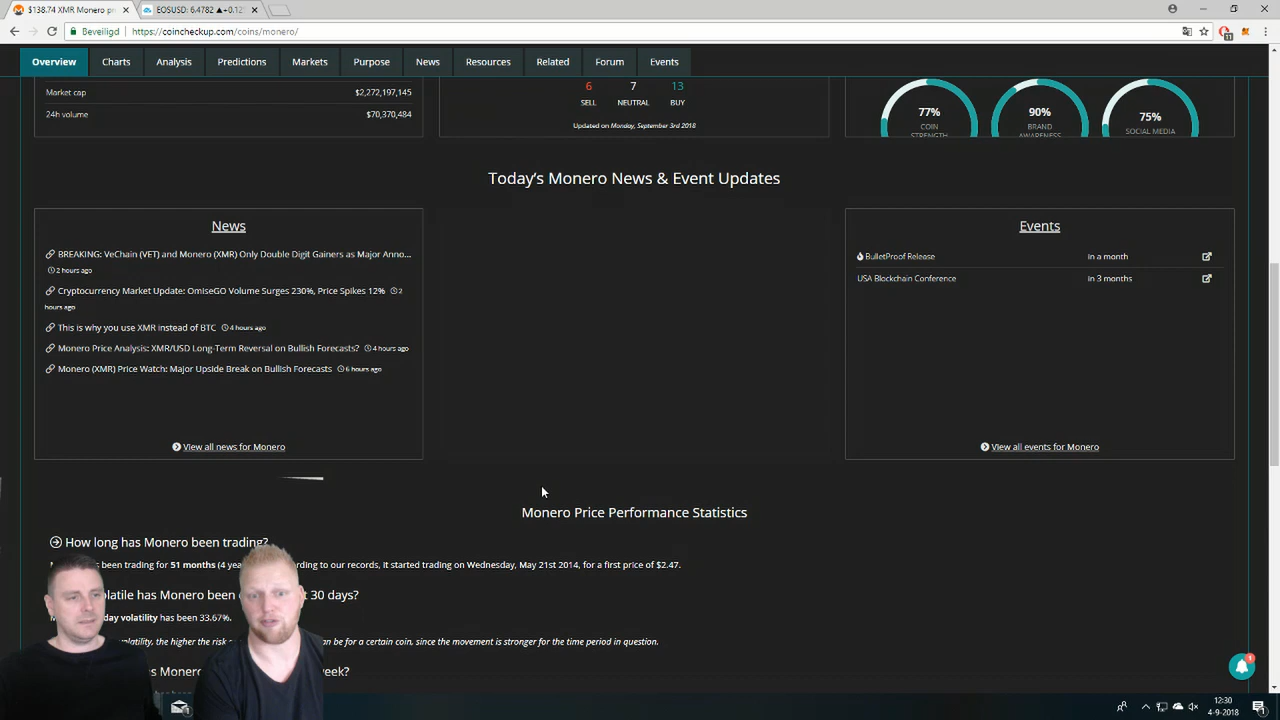 $138.74 XMR Monero pr
EOSUSD: 6.4782 ▲+0.12
Beveiligd
https://coincheckup.com/coins/monero/
11
Overview
Charts
Analysis
Predictions
Markets
Purpose
News
Resources
Related
Forum
Events
Market cap
$2,272,197,145
24h volume
$70,370,484
6
7
13
SELL
NEUTRAL
BUY
Updated on Monday, September 3rd 2018
77%
COIN
STRENGTH
90%
BRAND
AWARENESS
75%
SOCIAL MEDIA
Today's Monero News & Event Updates
News
BREAKING: VeChain (VET) and Monero (XMR) Only Double Digit Gainers as Major Anno...
2 hours ago
Cryptocurrency Market Update: OmiseGO Volume Surges 230%, Price Spikes 12% 2
hours ago
This is why you use XMR instead of BTC 4 hours ago
Monero Price Analysis: XMR/USD Long-Term Reversal on Bullish Forecasts? 4 hours ago
Monero (XMR) Price Watch: Major Upside Break on Bullish Forecasts 6 hours ago
View all news for Monero
Events
BulletProof Release
in a month
USA Blockchain Conference
in 3 months
View all events for Monero
Monero Price Performance Statistics
How long has Monero been trading?
been trading for 51 months (4 yea rding to our records, it started trading on Wednesday, May 21st 2014, for a first price of $2.47.
olatile has Monero been t 30 days?
day volatility has been 33.67%.
volatility, the higher the risk can be for a certain coin, since the movement is stronger for the time period in question.
s Monero eek?
1
12:30
4-9-2018
1